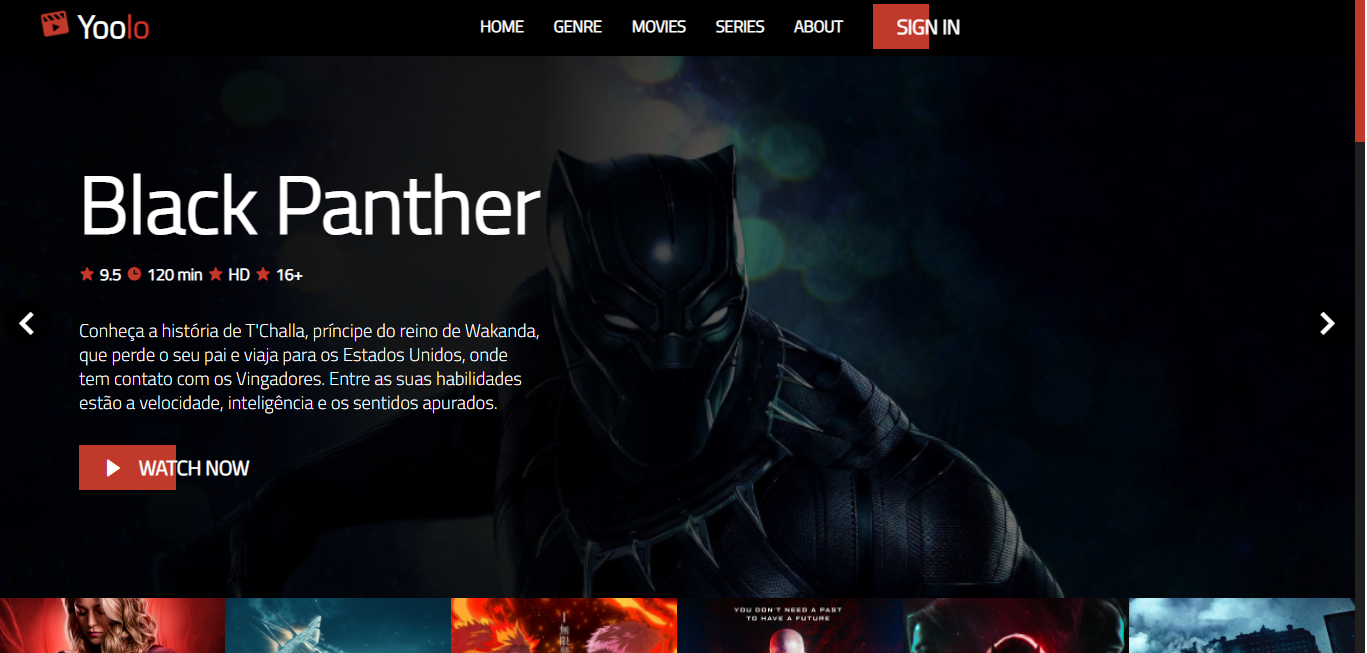 Yoolo
HOME GENRE MOVIES SERIES ABOUT SIGN IN
Black Panther
9.5 120 min HD 16+
Conheça a história de T'Challa, príncipe do reino de Wakanda,
que perde o seu pai e viaja para os Estados Unidos, onde
tem contato com os Vingadores. Entre as suas habilidades
estão a velocidade, inteligência e os sentidos apurados.
WATCH NOW
YOU DON'T NEED A PAST
TO HAVE A FUTURE